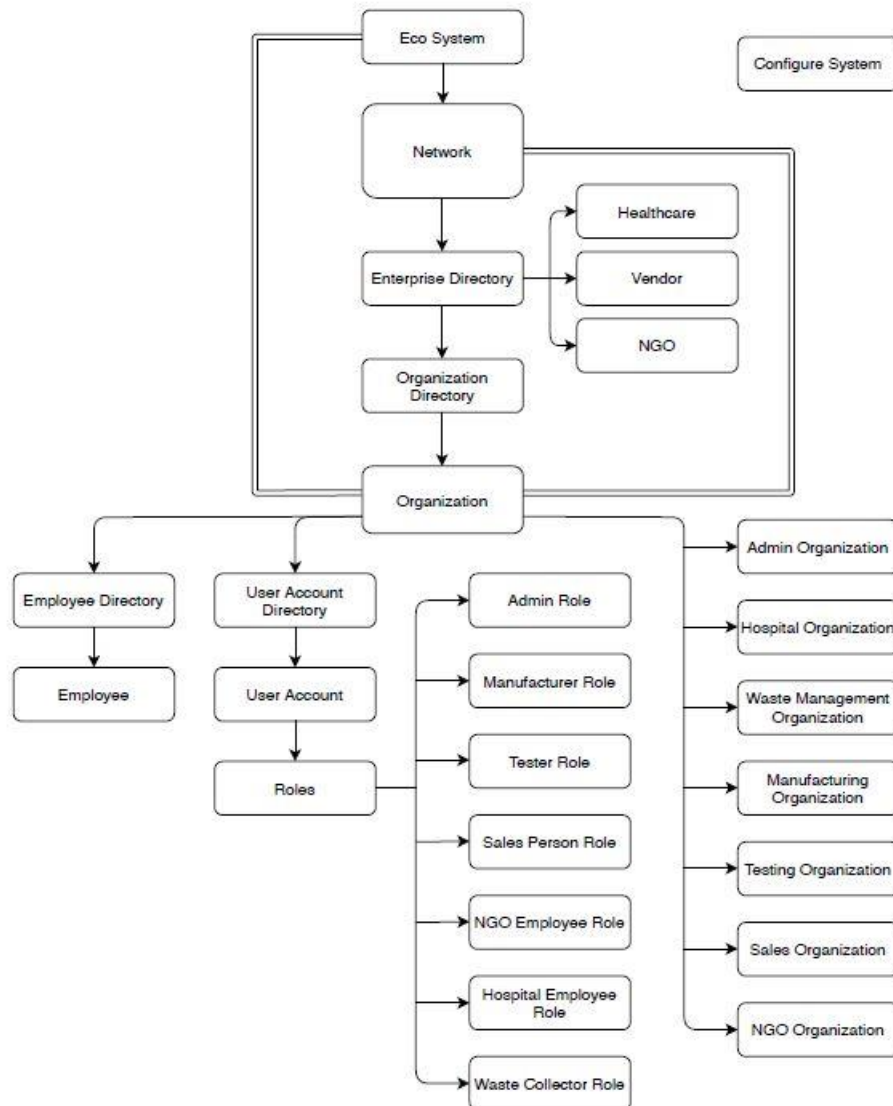 Eco System
Configure System
Network
Healthcare
Enterprise Directory
Vendor
NGO
Organization
Directory
Organization
Admin Organization
Employee Directory
User Account
Directory
Admin Role
Hospital Organization
Employee
User Account
Manufacturer Role
Waste Management
Organization
Roles
Tester Role
Manufacturing
Organization
Sales Person Role
Testing Organization
NGO Employee Role
Sales Organization
Hospital Employee
Role
NGO Organization
Waste Collector Role